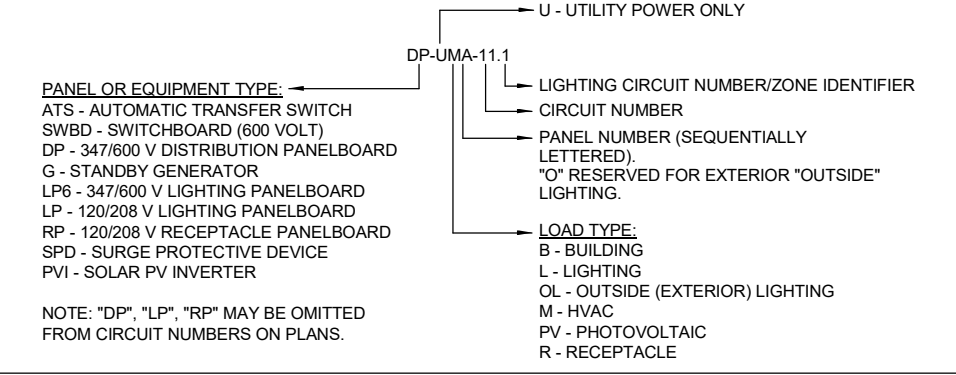 U - UTILITY POWER ONLY
DP-UMA-11.1
PANEL OR EQUIPMENT TYPE:
ATS - AUTOMATIC TRANSFER SWITCH
SWBD - SWITCHBOARD (600 VOLT)
DP - 347/600 V DISTRIBUTION PANELBOARD
G - STANDBY GENERATOR
LP6 - 347/600 V LIGHTING PANELBOARD
LP - 120/208 V LIGHTING PANELBOARD
RP - 120/208 V RECEPTACLE PANELBOARD
SPD - SURGE PROTECTIVE DEVICE
PVI - SOLAR PV INVERTER
NOTE: "DP", "LP", "RP" MAY BE OMITTED
FROM CIRCUIT NUMBERS ON PLANS.
LIGHTING CIRCUIT NUMBER/ZONE IDENTIFIER
CIRCUIT NUMBER
PANEL NUMBER (SEQUENTIALLY
LETTERED).
"O" RESERVED FOR EXTERIOR "OUTSIDE"
LIGHTING.
LOAD TYPE:
B - BUILDING
L - LIGHTING
OL - OUTSIDE (EXTERIOR) LIGHTING
M - HVAC
PV - PHOTOVOLTAIC
R - RECEPTACLE